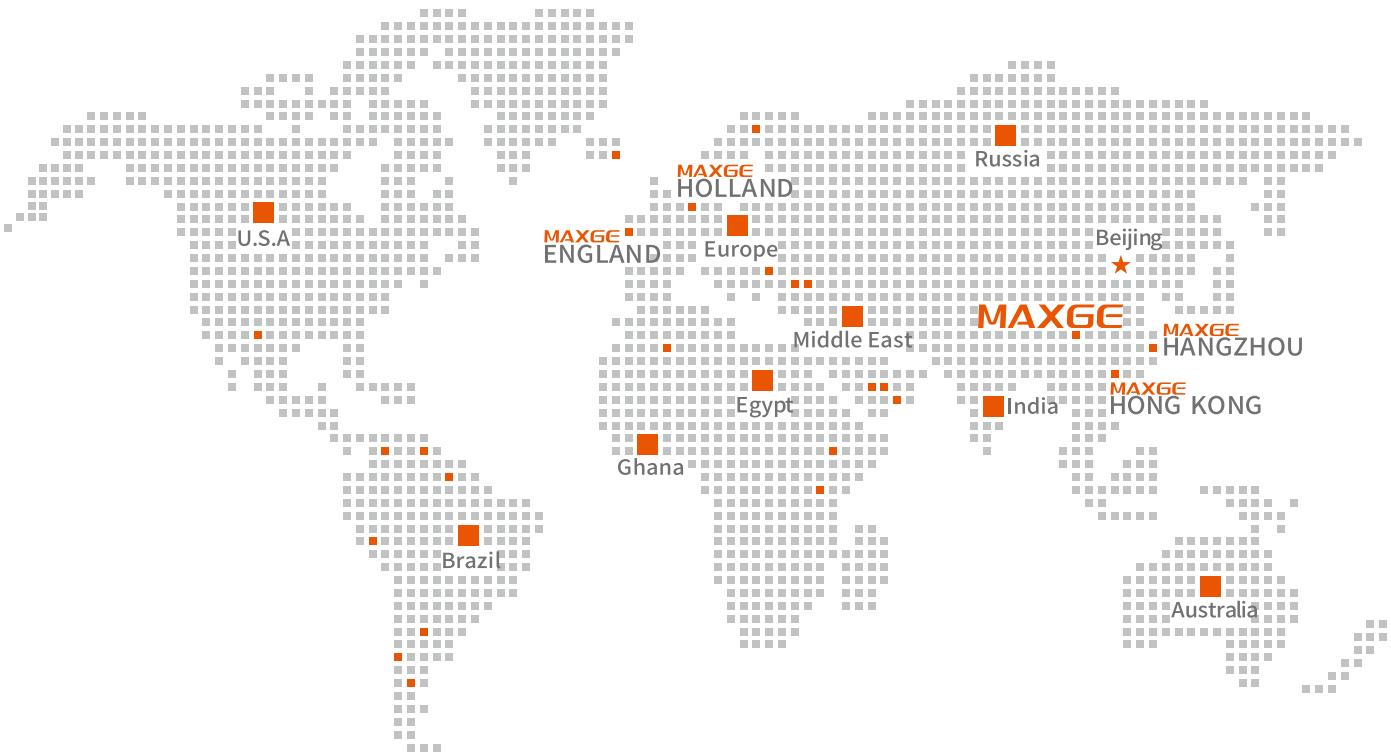 Russia
MAXGE
HOLLAND
U.S.A
MAXGE
ENGLAND
Europe
Beijing
MAXGE
Middle East
MAXGE
HANGZHOU
Egypt
India
MAXGE
HONG KONG
Ghana
Brazil
Australia